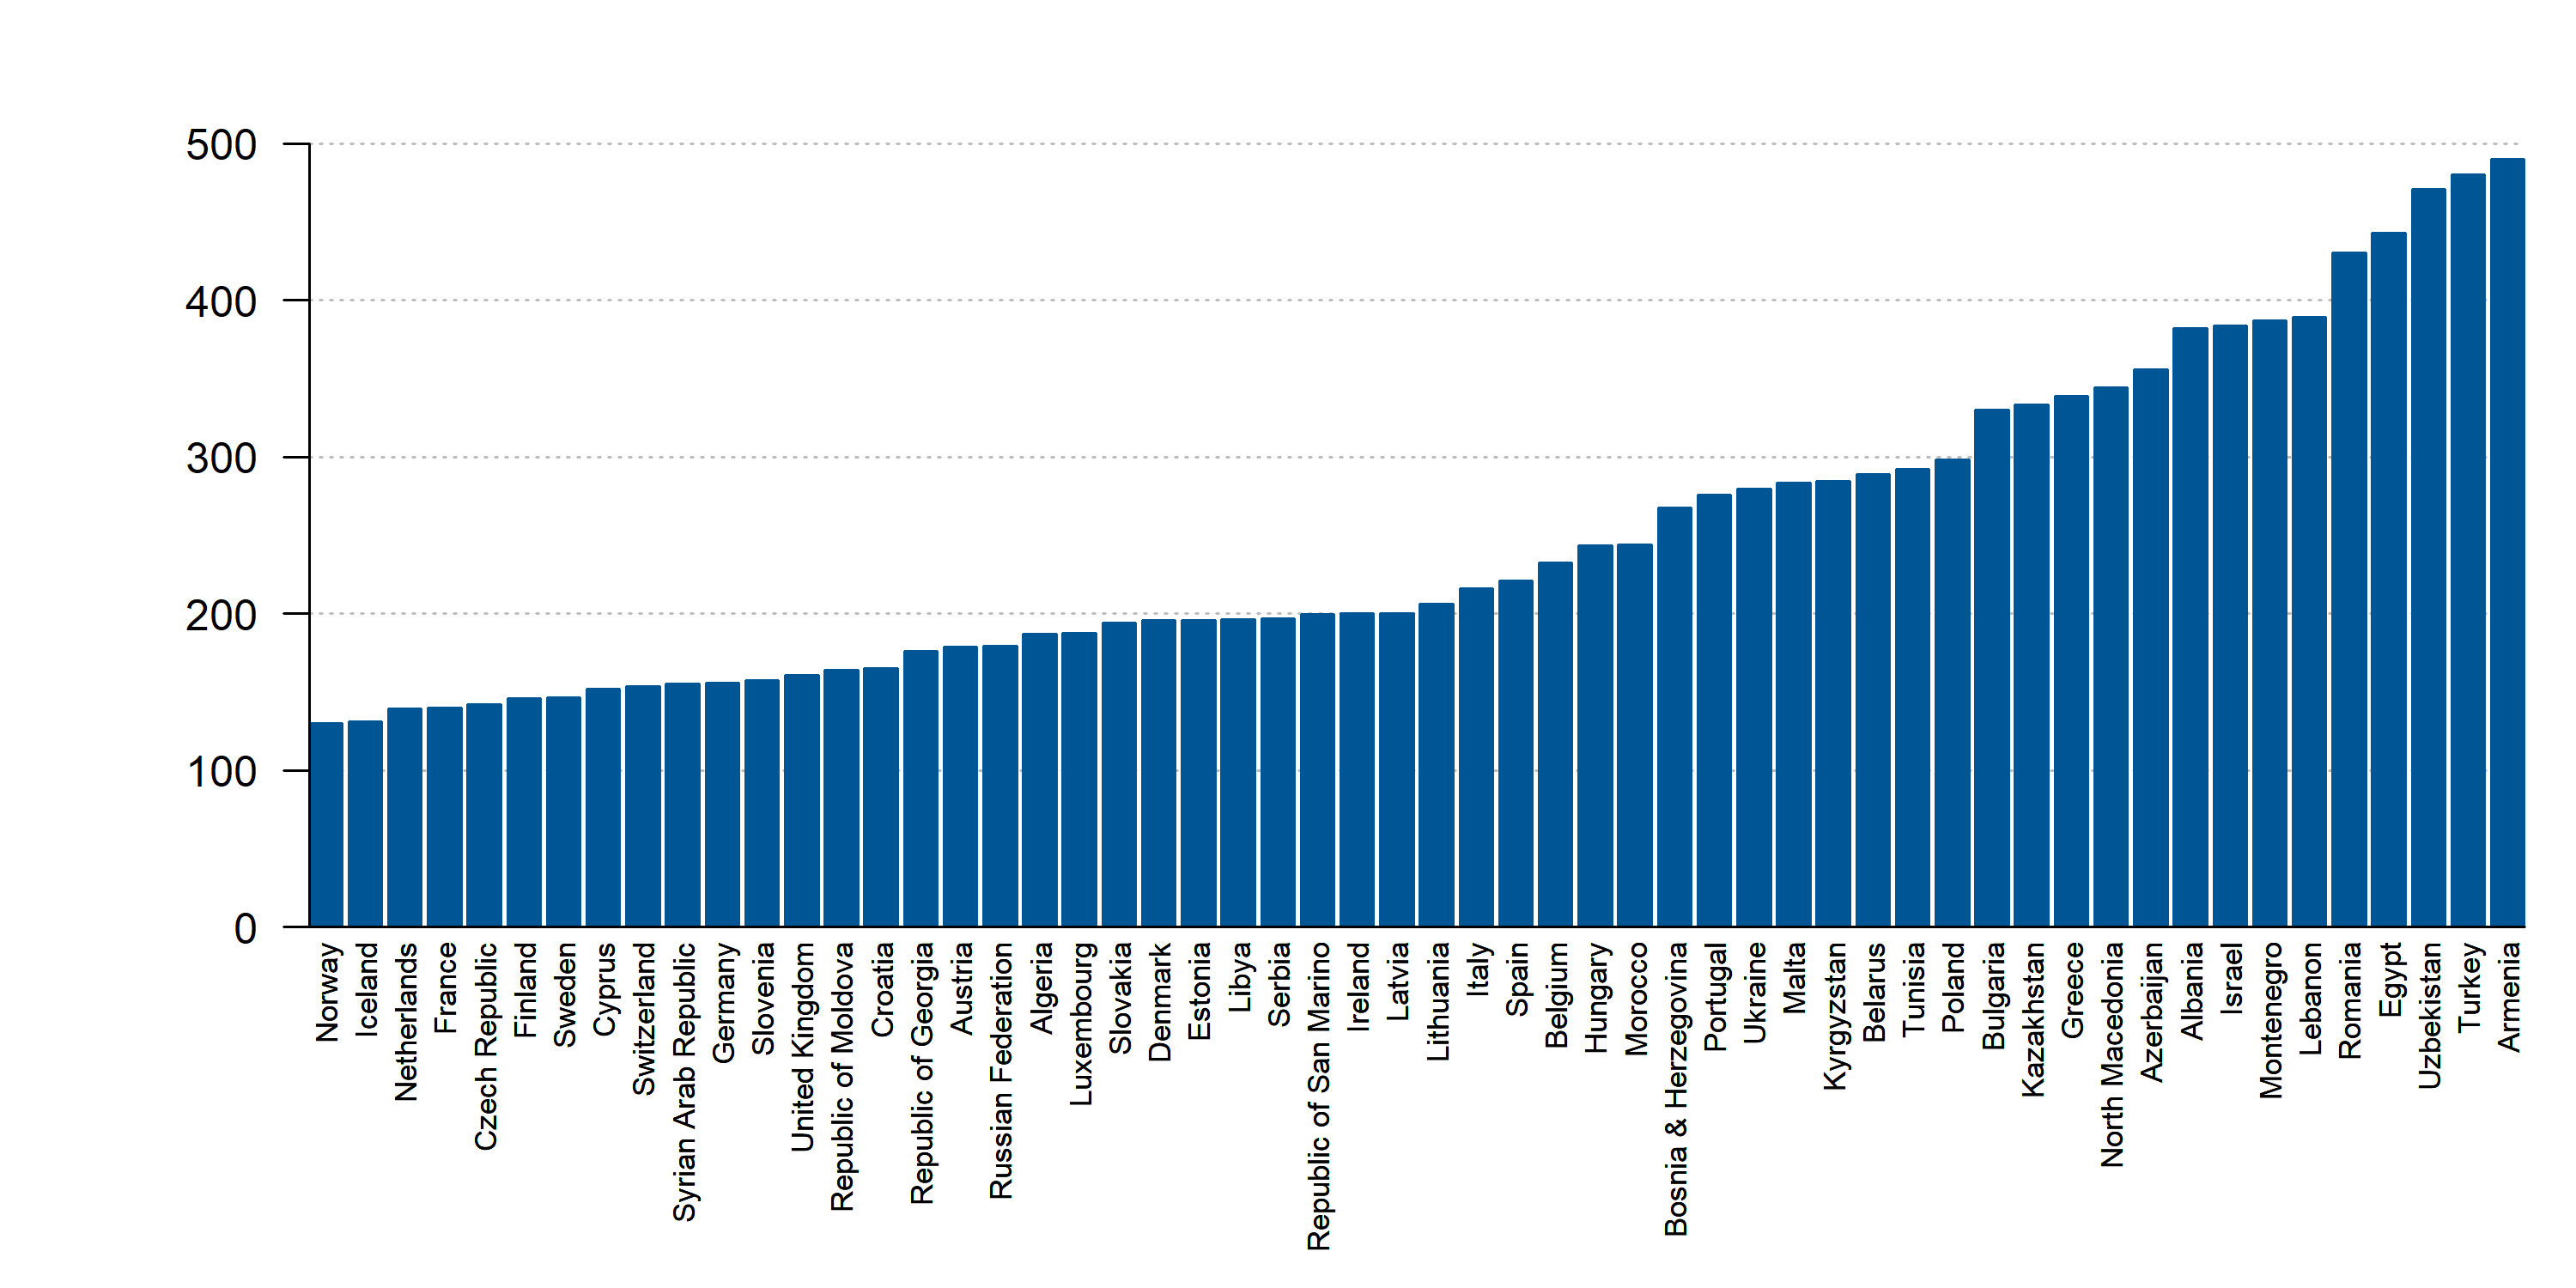 500
400
300
200
100
0
Norway
Iceland
Netherlands
France
Czech Republic
Finland
Sweden
Cyprus
Switzerland
Syrian Arab Republic
Germany
Slovenia
United Kingdom
Republic of Moldova
Croatia
Republic of Georgia
Austria
Russian Federation
Algeria
Luxembourg
Slovakia
Denmark
Estonia
Libya
Serbia
Republic of San Marino
Ireland
Latvia
Lithuania
Italy
Spain
Belgium
Hungary
Morocco
Bosnia & Herzegovina
Portugal
Ukraine
Malta
Kyrgyzstan
Belarus
Tunisia
Poland
Bulgaria
Kazakhstan
Greece
North Macedonia
Azerbaijan
Albania
Israel
Montenegro
Lebanon
Romania
Egypt
Uzbekistan
Turkey
Armenia